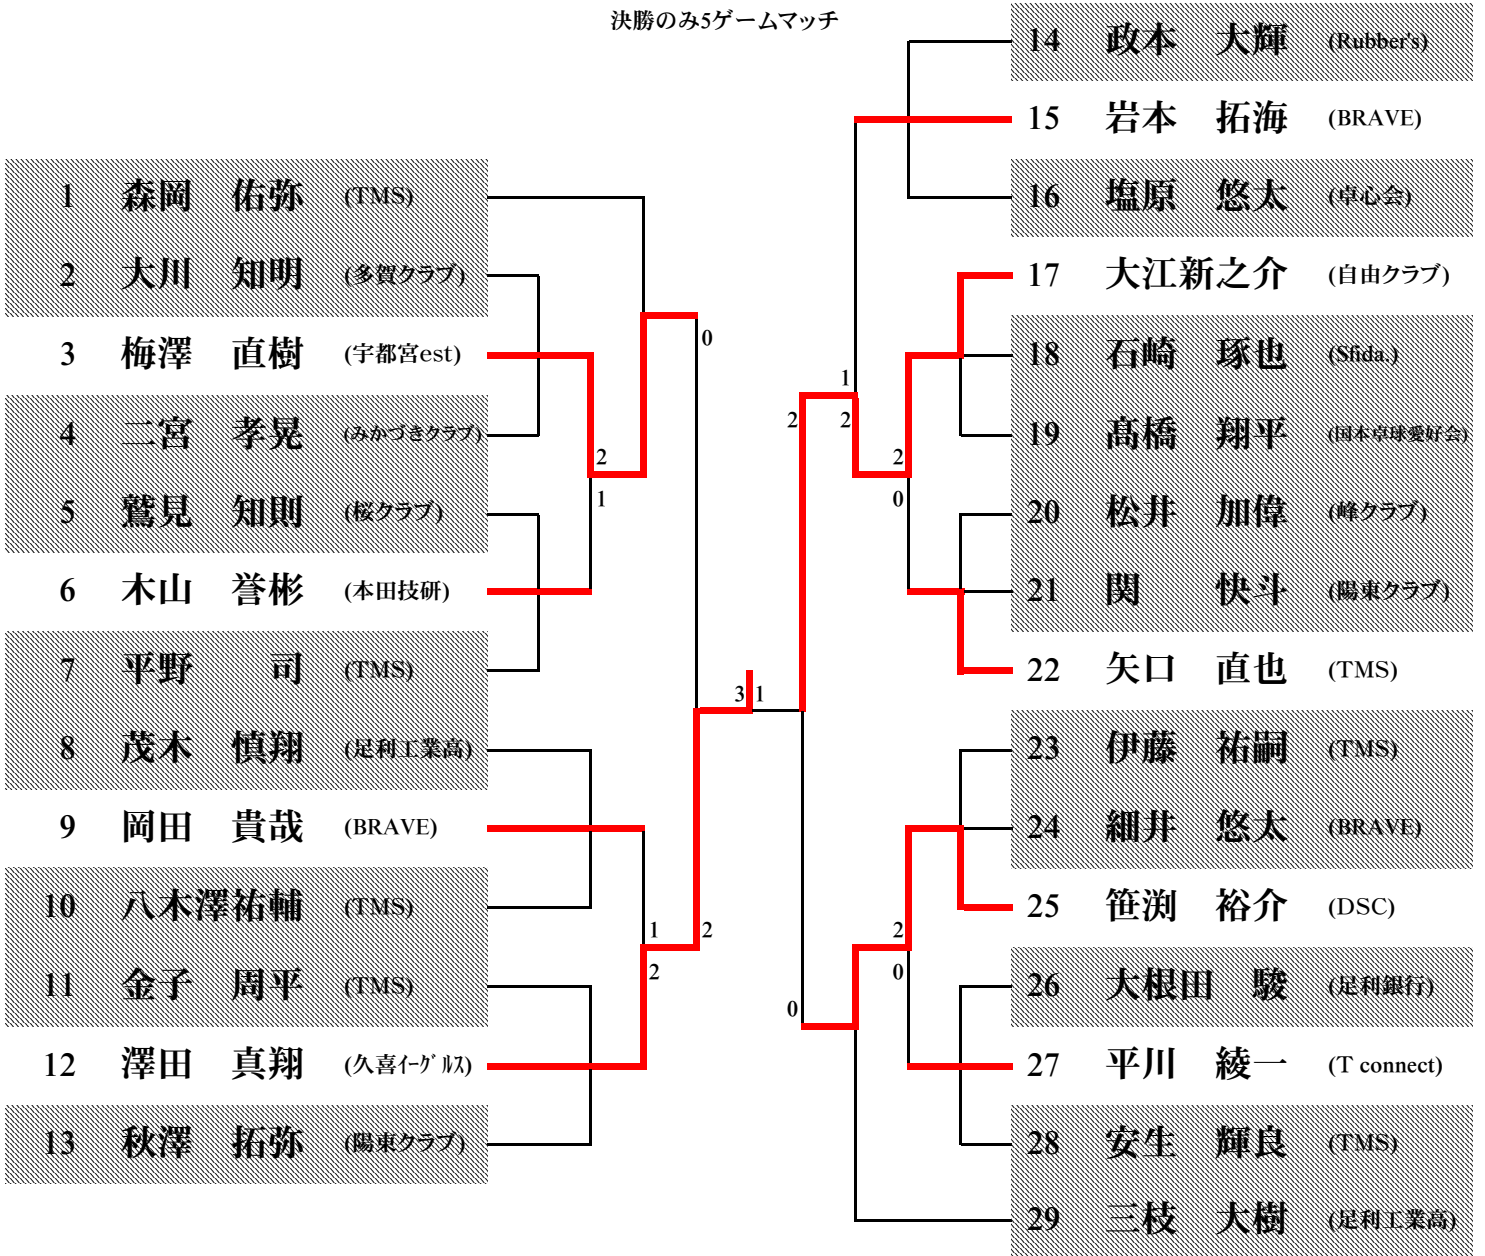 決勝のみ5ゲームマッチ
1 森岡 佑弥 (TMS)
2 大川 知明 (多賀クラブ)
3 梅澤 直樹 (宇都宮est)
4 二宮 孝晃 (みかづきクラブ)
5 鷲見 知則 (桜クラブ)
6 木山 誉彬 (本田技研)
7 平野 司 (TMS)
8 茂木 慎翔 (足利工業高)
9 岡田 貴哉 (BRAVE)
10 八木澤祐輔 (TMS)
11 金子 周平 (TMS)
12 澤田 真翔 (久喜ｲｰｸﾞﾙｽ)
13 秋澤 拓弥 (陽東クラブ)
2
1
0
1
2
2
3 1
1
2
2
2
0
2
0
0
14 政本 大輝 (Rubber's)
15 岩本 拓海 (BRAVE)
16 塩原 悠太 (卓心会)
17 大江新之介 (自由クラブ)
18 石崎 琢也 (Sfida.)
19 髙橋 翔平 (国本卓球愛好会)
20 松井 加偉 (峰クラブ)
21 関 快斗 (陽東クラブ)
22 矢口 直也 (TMS)
23 伊藤 祐嗣 (TMS)
24 細井 悠太 (BRAVE)
25 笹渕 裕介 (DSC)
26 大根田 駿 (足利銀行)
27 平川 綾一 (T connect)
28 安生 輝良 (TMS)
29 三枝 大樹 (足利工業高)